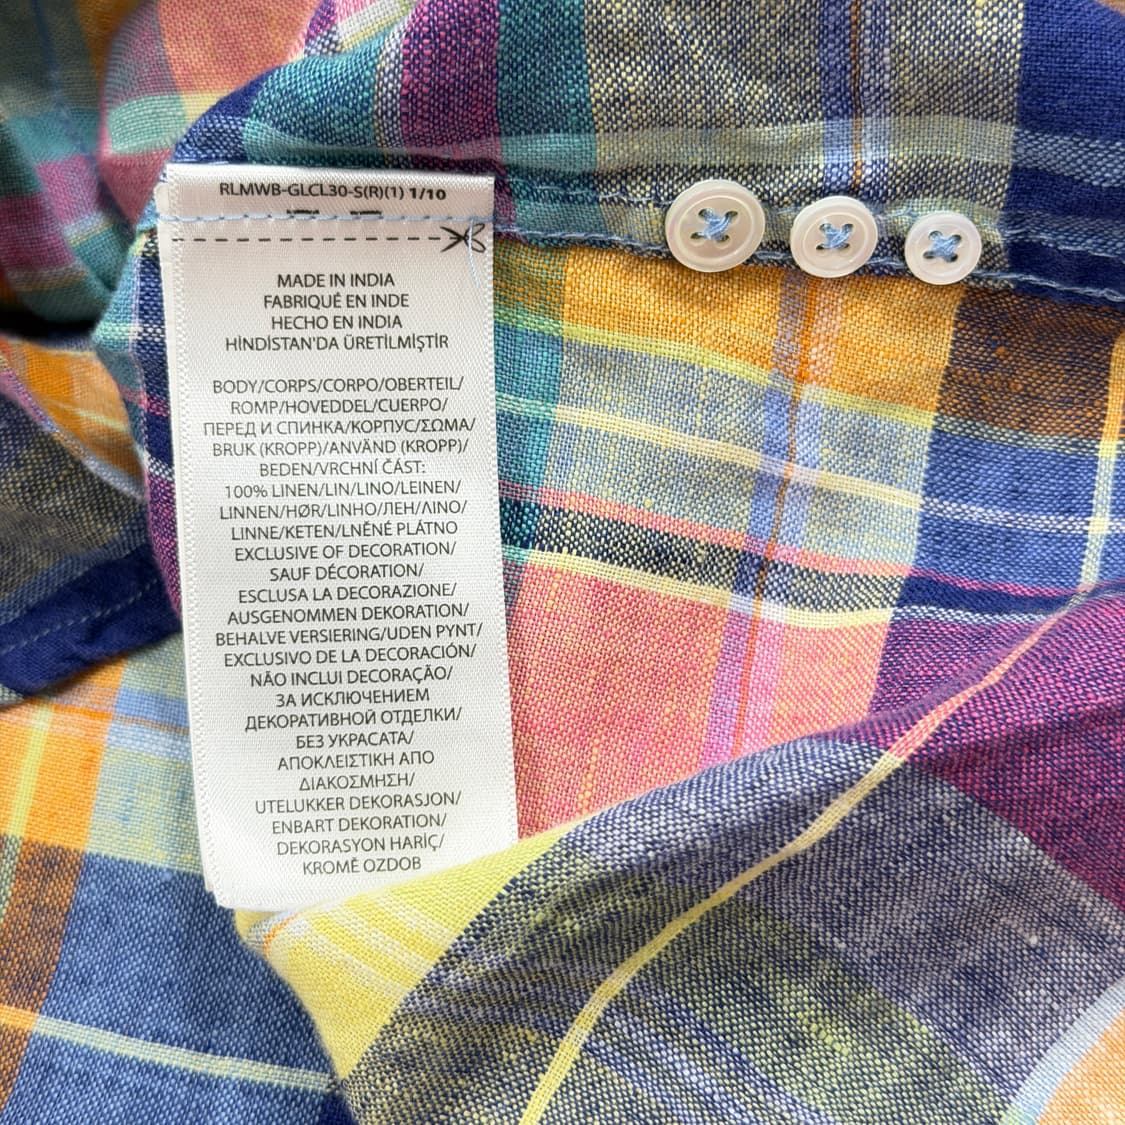 RLMWB-GLCL30-S(R)(1) 1/10
MADE IN INDIA
FABRIQUÉ EN INDE
HECHO EN INDIA
HİNDİSTAN'DA ÜRETİLMİŞTİR
BODY/CORPS/CORPO/OBERTEIL/
ROMP/HOVEDDEL/CUERPO/
ПЕРЕД И СПИНКА/КОРПУС/ΣΩΜΑ/
BRUK (KROPP)/ANVÄND (KROPP)/
BEDEN/VRCHNÍ ČÁST:
100% LINEN/LIN/LINO/LEINEN/
LINNEN/HØR/LINHO/ЛЕН/ΛΙΝΟ/
LINNE/KETEN/LNĚNÉ PLÁTNO
EXCLUSIVE OF DECORATION/
SAUF DÉCORATION/
ESCLUSA LA DECORAZIONE/
AUSGENOMMEN DEKORATION/
BEHALVE VERSIERING/UDEN PYNT/
EXCLUSIVO DE LA DECORACIÓN/
NÃO INCLUI DECORAÇÃO/
ЗА ИСКЛЮЧЕНИЕМ
ДЕКОРАТИВНОЙ ОТДЕЛКИ/
БЕЗ УКРАСАТА/
ΑΠΟΚΛΕΙΣΤΙΚΗ ΑΠΟ
ΔΙΑΚΟΣΜΗΣΗ/
UTELUKKER DEKORASJON/
ENBART DEKORATION/
DEKORASYON HARİÇ/
KROMĚ OZDOB